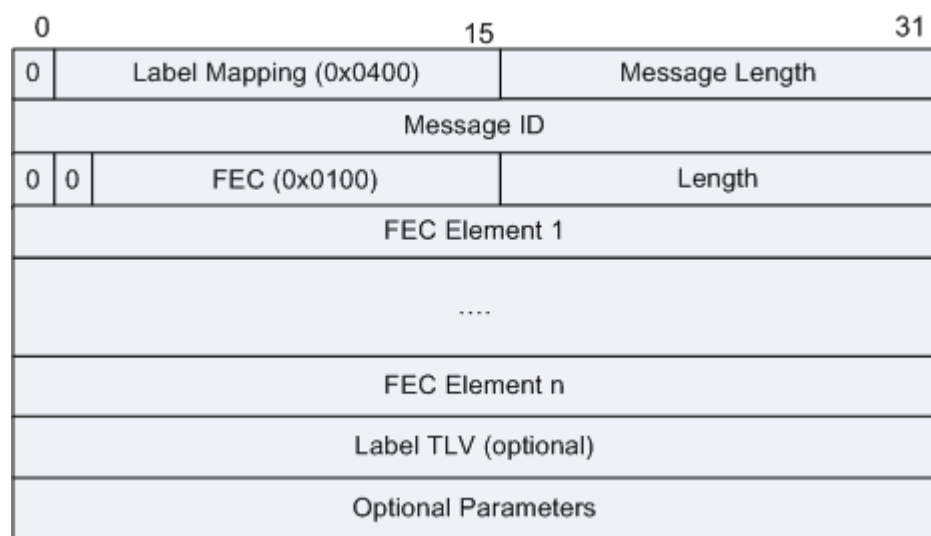 0 15 31
0 Label Mapping (0x0400) Message Length
Message ID
0 0 FEC (0x0100) Length
FEC Element 1
....
FEC Element n
Label TLV (optional)
Optional Parameters